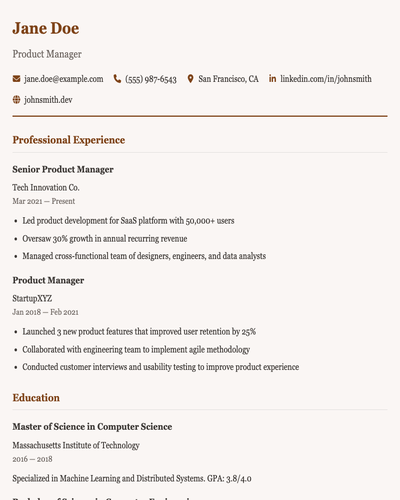 Jane Doe
Product Manager
jane.doe@example.com (555) 987-6543 San Francisco, CA linkedin.com/in/johnsmith
johnsmith.dev
Professional Experience
Senior Product Manager
Tech Innovation Co.
Mar 2021 — Present
• Led product development for SaaS platform with 50,000+ users
• Oversaw 30% growth in annual recurring revenue
• Managed cross-functional team of designers, engineers, and data analysts
Product Manager
StartupXYZ
Jan 2018 — Feb 2021
• Launched 3 new product features that improved user retention by 25%
• Collaborated with engineering team to implement agile methodology
• Conducted customer interviews and usability testing to improve product experience
Education
Master of Science in Computer Science
Massachusetts Institute of Technology
2016 — 2018
Specialized in Machine Learning and Distributed Systems. GPA: 3.8/4.0